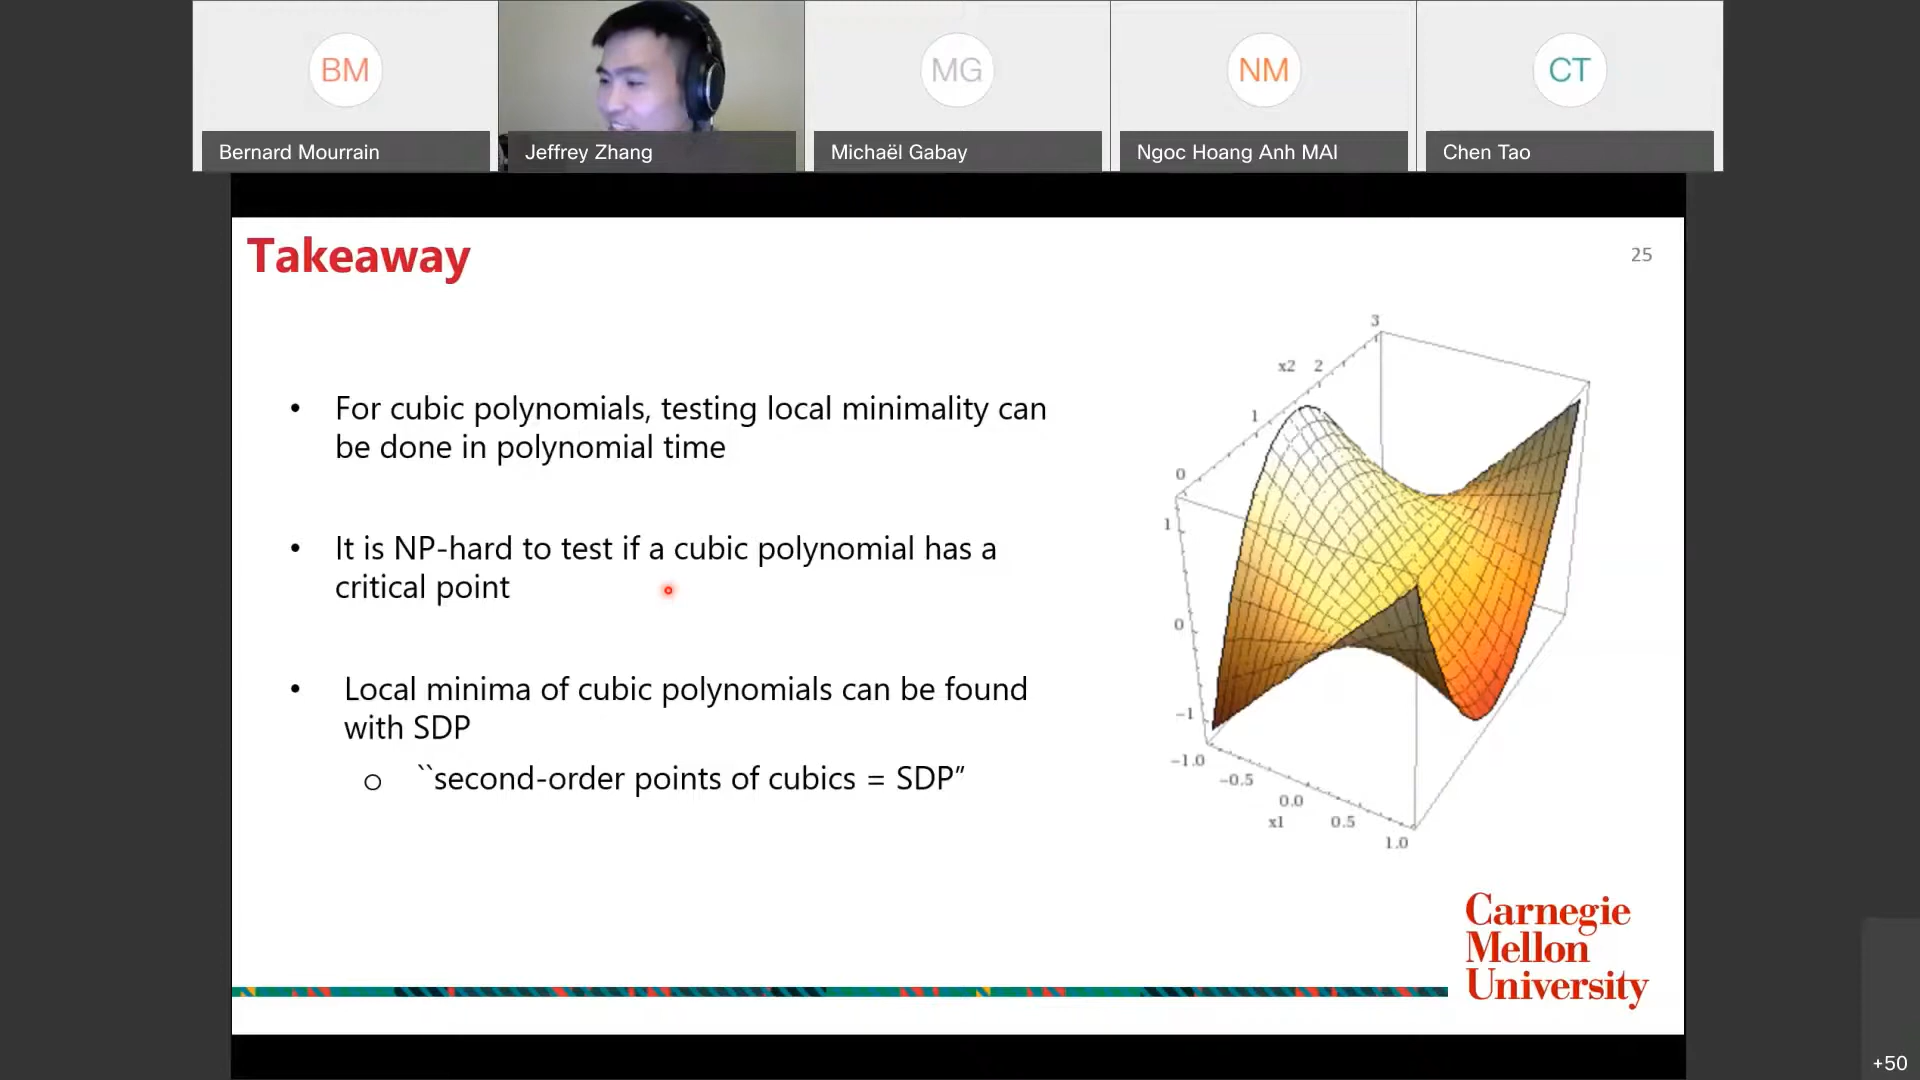 BM
MG
NM
CT
Bernard Mourrain
Jeffrey Zhang
Michaël Gabay
Ngoc Hoang Anh MAI
Chen Tao
Takeaway
25
• For cubic polynomials, testing local minimality can
be done in polynomial time
• It is NP-hard to test if a cubic polynomial has a
critical point
• Local minima of cubic polynomials can be found
with SDP
o ``second-order points of cubics = SDP”
3
x2 2
1
0
1
0
−1
−1.0
−0.5
0.0
x1
0.5
1.0
Carnegie
Mellon
University
+50